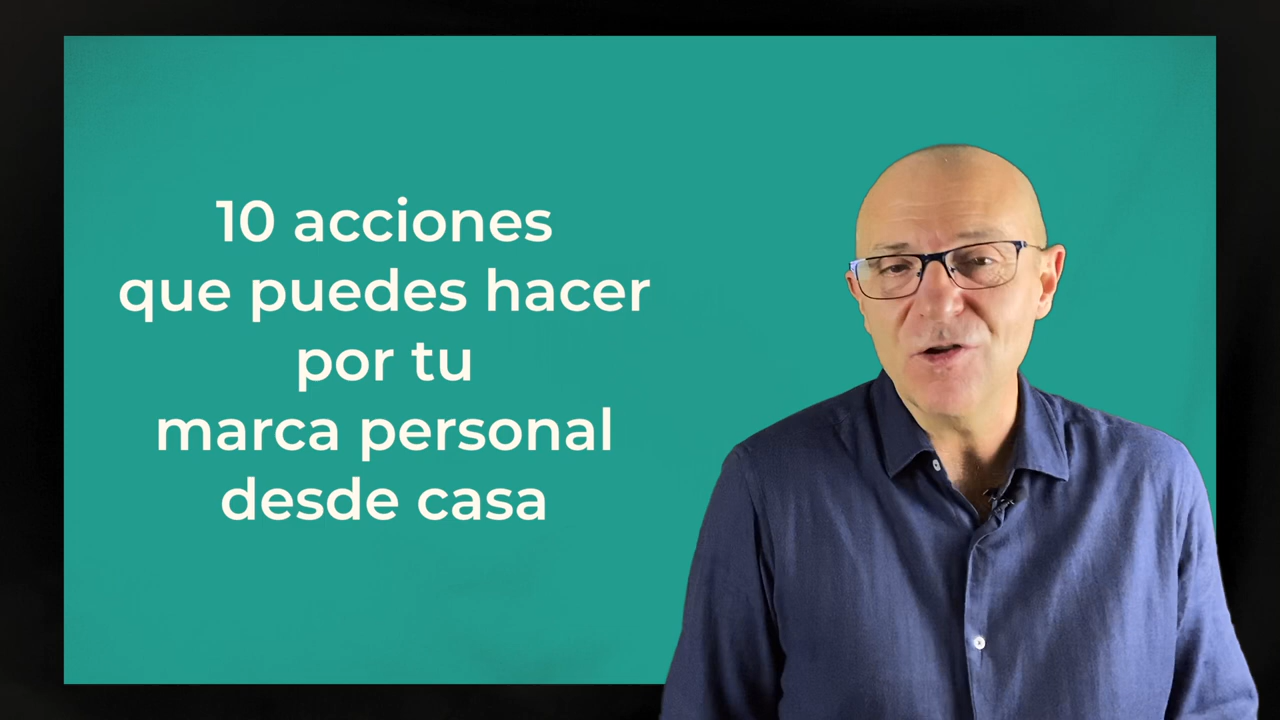 10 acciones
que puedes hacer
por tu
marca personal
desde casa